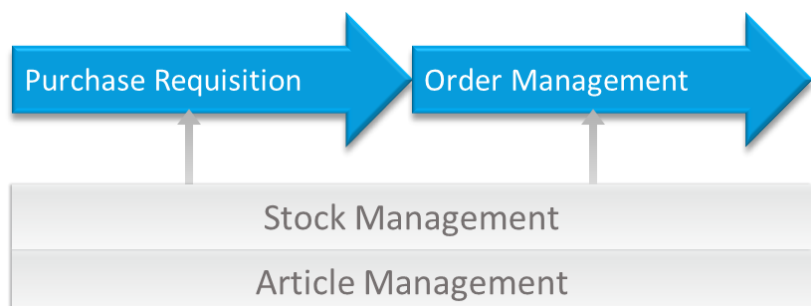 Purchase Requisition
Order Management
Stock Management
Article Management